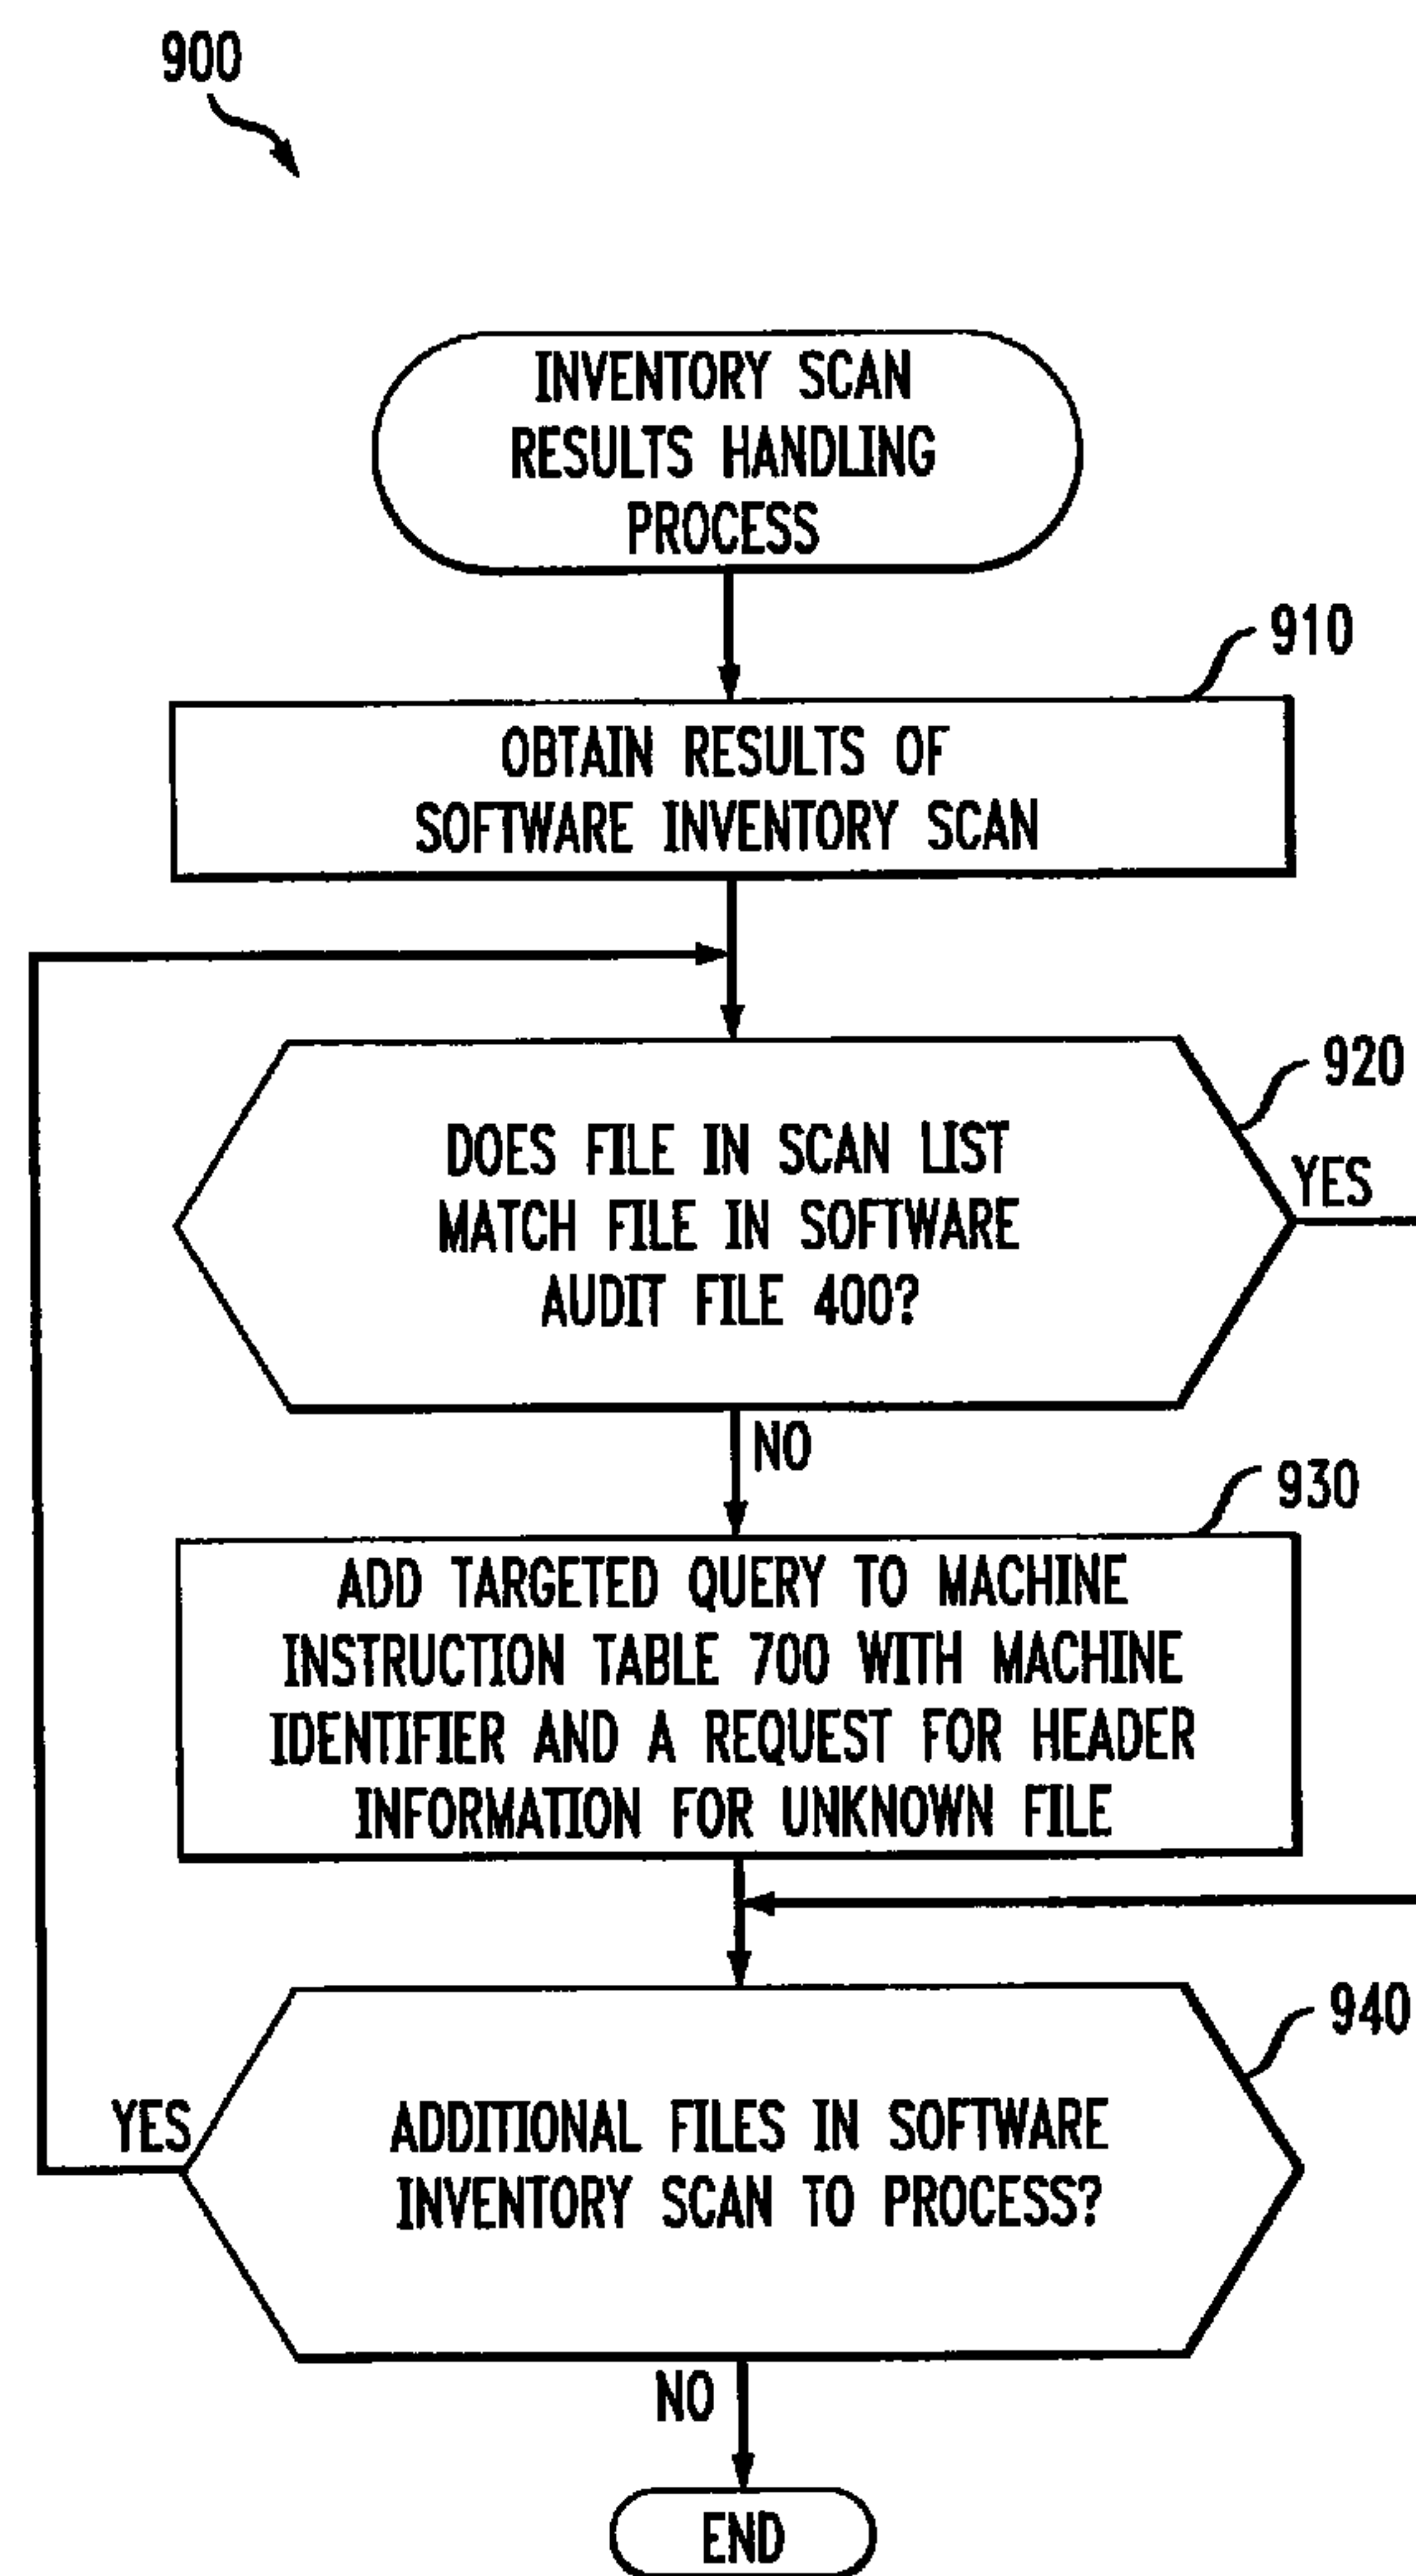 900
INVENTORY SCAN
RESULTS HANDLING
PROCESS
910
OBTAIN RESULTS OF
SOFTWARE INVENTORY SCAN
920
DOES FILE IN SCAN LIST
MATCH FILE IN SOFTWARE
AUDIT FILE 400?
YES
NO
930
ADD TARGETED QUERY TO MACHINE
INSTRUCTION TABLE 700 WITH MACHINE
IDENTIFIER AND A REQUEST FOR HEADER
INFORMATION FOR UNKNOWN FILE
940
YES
ADDITIONAL FILES IN SOFTWARE
INVENTORY SCAN TO PROCESS?
NO
END